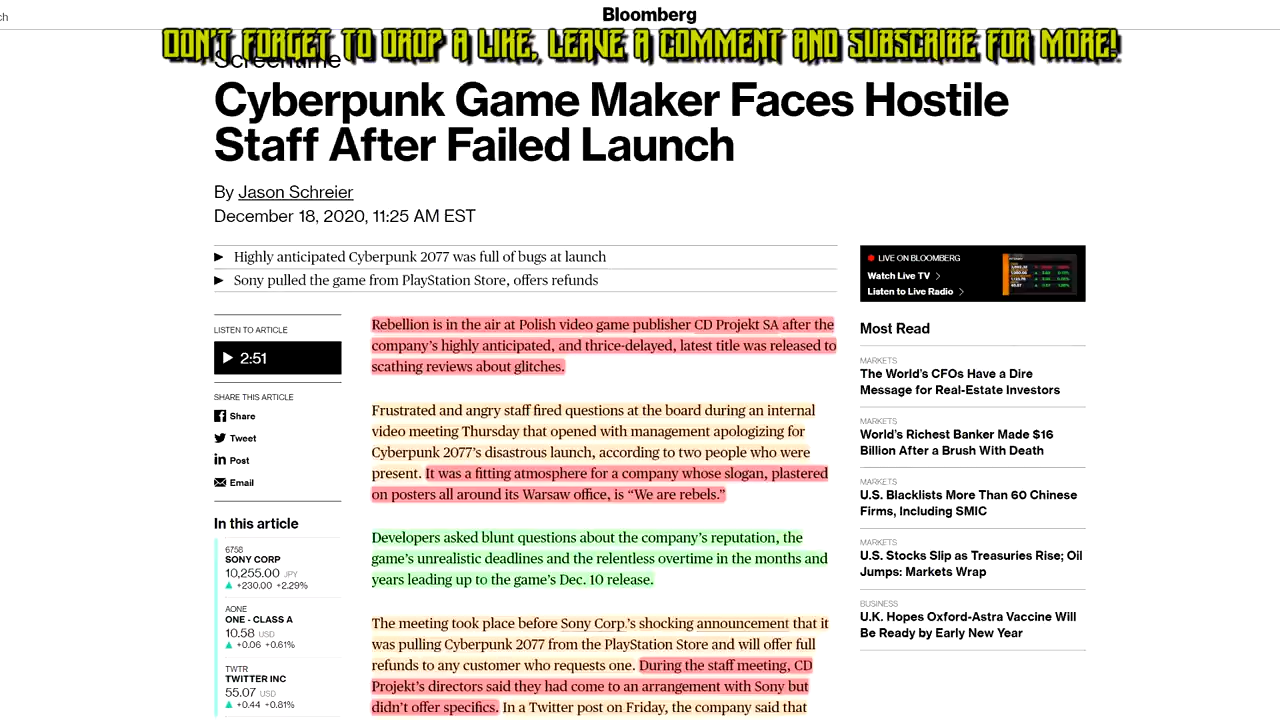 ch
Bloomberg
DON'T FORGET TO DROP A LIKE, LEAVE A COMMENT AND SUBSCRIBE FOR MORE!
Screentime
Cyberpunk Game Maker Faces Hostile
Staff After Failed Launch
By Jason Schreier
December 18, 2020, 11:25 AM EST
Highly anticipated Cyberpunk 2077 was full of bugs at launch
Sony pulled the game from PlayStation Store, offers refunds
LISTEN TO ARTICLE
2:51
SHARE THIS ARTICLE
Share
Tweet
Post
Email
In this article
6758
SONY CORP
10,255.00 JPY
▲ +230.00 +2.29%
AONE
ONE - CLASS A
10.58 USD
▲ +0.06 +0.61%
TWTR
TWITTER INC
55.07 USD
▲ +0.44 +0.81%
Rebellion is in the air at Polish video game publisher CD Projekt SA after the
company's highly anticipated, and thrice-delayed, latest title was released to
scathing reviews about glitches.
Frustrated and angry staff fired questions at the board during an internal
video meeting Thursday that opened with management apologizing for
Cyberpunk 2077's disastrous launch, according to two people who were
present. It was a fitting atmosphere for a company whose slogan, plastered
on posters all around its Warsaw office, is “We are rebels.”
Developers asked blunt questions about the company's reputation, the
game's unrealistic deadlines and the relentless overtime in the months and
years leading up to the game's Dec. 10 release.
The meeting took place before Sony Corp.'s shocking announcement that it
was pulling Cyberpunk 2077 from the PlayStation Store and will offer full
refunds to any customer who requests one. During the staff meeting, CD
Projekt's directors said they had come to an arrangement with Sony but
didn't offer specifics. In a Twitter post on Friday, the company said that
LIVE ON BLOOMBERG
Watch Live TV >
Listen to Live Radio >
Most Read
MARKETS
The World's CFOs Have a Dire
Message for Real-Estate Investors
MARKETS
World's Richest Banker Made $16
Billion After a Brush With Death
MARKETS
U.S. Blacklists More Than 60 Chinese
Firms, Including SMIC
MARKETS
U.S. Stocks Slip as Treasuries Rise; Oil
Jumps: Markets Wrap
BUSINESS
U.K. Hopes Oxford-Astra Vaccine Will
Be Ready by Early New Year